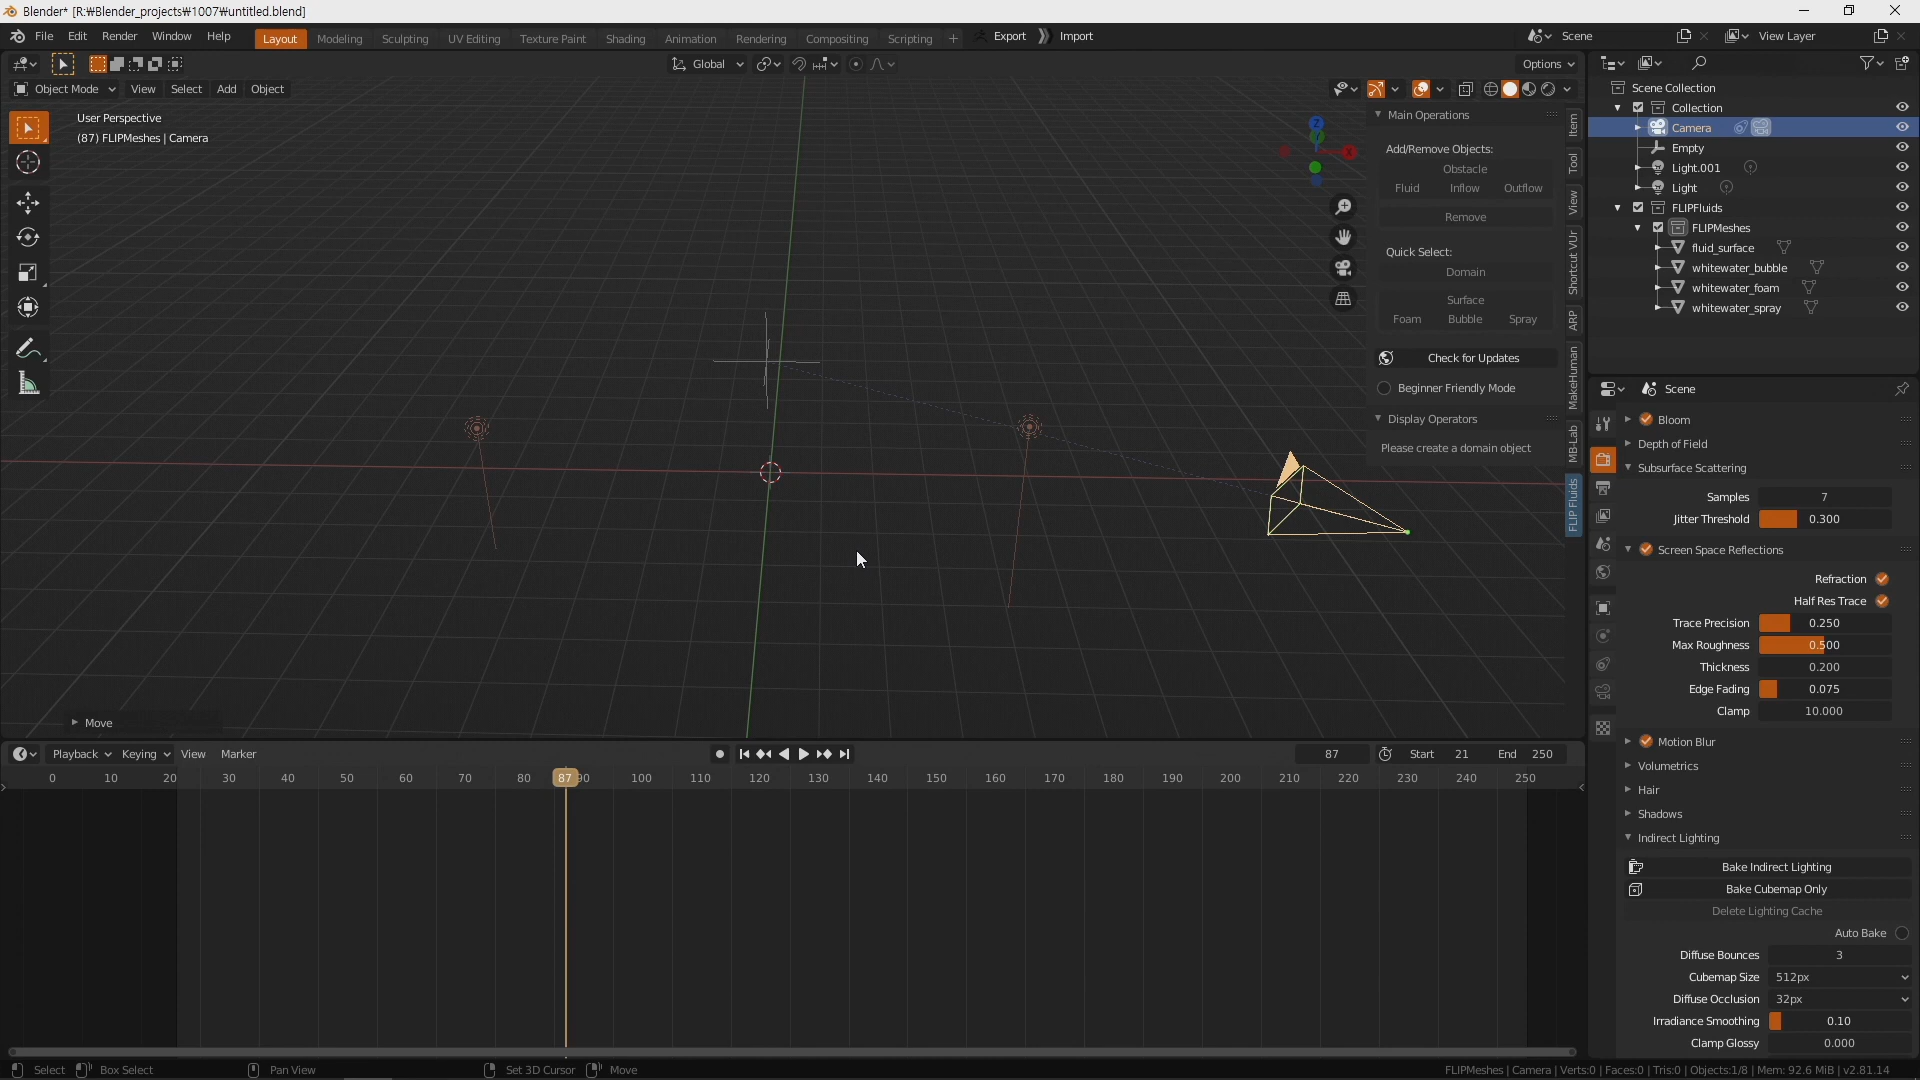 Blender* [R:₩Blender_projects₩1007₩untitled.blend]
File Edit Render Window Help Layout Modeling Sculpting UV Editing Texture Paint Shading Animation Rendering Compositing Scripting + Export Import Scene View Layer
Global Options
Object Mode View Select Add Object
User Perspective
(87) FLIPMeshes | Camera
Z
X
Main Operations
Add/Remove Objects:
Obstacle
Fluid Inflow Outflow
Remove
Quick Select:
Domain
Surface
Foam Bubble Spray
Check for Updates
Beginner Friendly Mode
Display Operators
Please create a domain object
Item
Tool
View
Shortcut VUr
ARP
MakeHuman
MB-Lab
FLIP Fluids
Scene Collection
Collection
Camera
Empty
Light.001
Light
FLIPFluids
FLIPMeshes
fluid_surface
whitewater_bubble
whitewater_foam
whitewater_spray
Scene
Bloom
Depth of Field
Subsurface Scattering
Samples 7
Jitter Threshold 0.300
Screen Space Reflections
Refraction
Half Res Trace
Trace Precision 0.250
Max Roughness 0.500
Thickness 0.200
Edge Fading 0.075
Clamp 10.000
Motion Blur
Volumetrics
Hair
Shadows
Indirect Lighting
Bake Indirect Lighting
Bake Cubemap Only
Delete Lighting Cache
Auto Bake
Diffuse Bounces 3
Cubemap Size 512px
Diffuse Occlusion 32px
Irradiance Smoothing 0.10
Clamp Glossy 0.000
Move
Playback Keying View Marker 87 Start 21 End 250
0 10 20 30 40 50 60 70 80 87 90 100 110 120 130 140 150 160 170 180 190 200 210 220 230 240 250
Select Box Select Pan View Set 3D Cursor Move FLIPMeshes | Camera | Verts:0 | Faces:0 | Tris:0 | Objects:1/8 | Mem: 92.6 MiB | v2.81.14